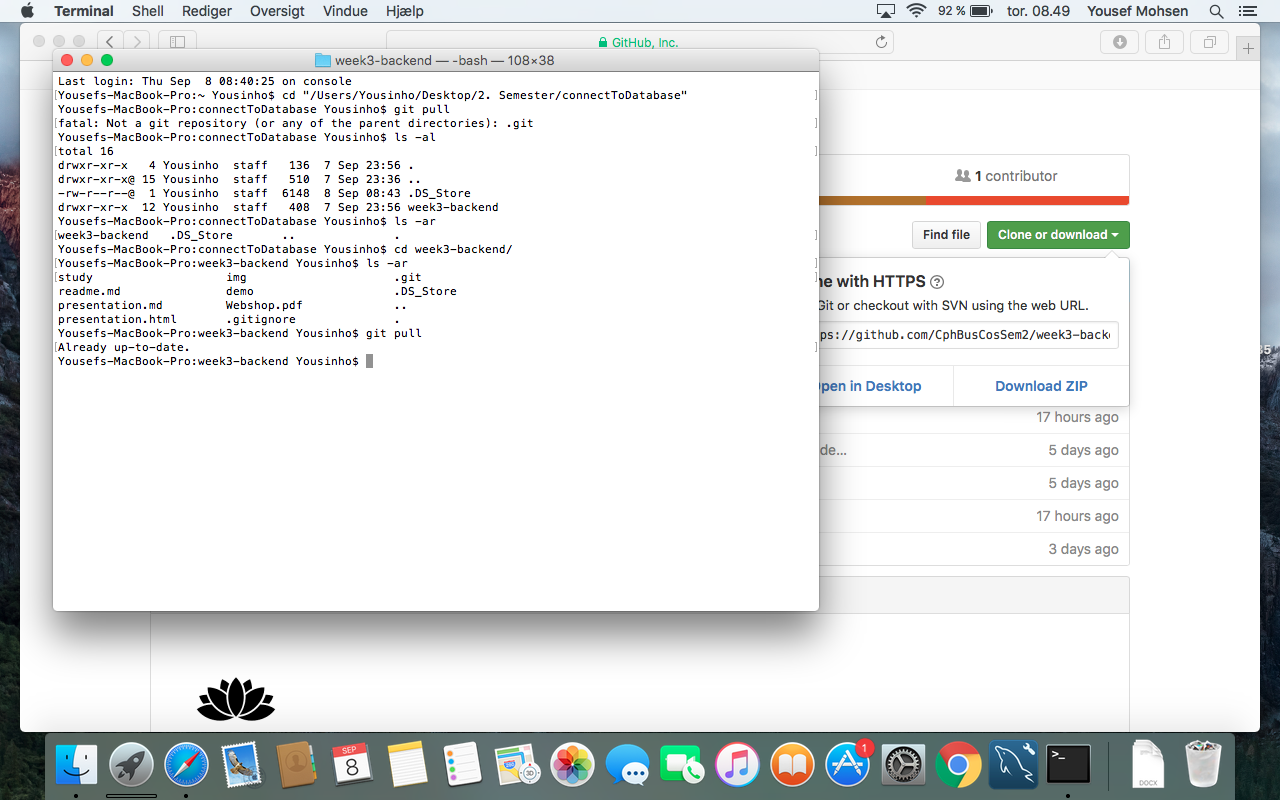 Terminal Shell Rediger Oversigt Vindue Hjælp 92 % tor. 08.49 Yousef Mohsen
GitHub, Inc.
week3-backend — -bash — 108×38
Last login: Thu Sep  8 08:40:25 on console
[Yousefs-MacBook-Pro:~ Yousinho$ cd "/Users/Yousinho/Desktop/2. Semester/connectToDatabase" ]
Yousefs-MacBook-Pro:connectToDatabase Yousinho$ git pull
[fatal: Not a git repository (or any of the parent directories): .git ]
Yousefs-MacBook-Pro:connectToDatabase Yousinho$ ls -al
[total 16 ]
drwxr-xr-x   4 Yousinho  staff   136  7 Sep 23:56 .
drwxr-xr-x@ 15 Yousinho  staff   510  7 Sep 23:36 ..
-rw-r--r--@  1 Yousinho  staff  6148  8 Sep 08:43 .DS_Store
drwxr-xr-x  12 Yousinho  staff   408  7 Sep 23:56 week3-backend
Yousefs-MacBook-Pro:connectToDatabase Yousinho$ ls -ar
[week3-backend   .DS_Store       ..              . ]
Yousefs-MacBook-Pro:connectToDatabase Yousinho$ cd week3-backend/
[Yousefs-MacBook-Pro:week3-backend Yousinho$ ls -ar ]
[study                   img                     .git ]
readme.md               demo                    .DS_Store
presentation.md         Webshop.pdf             ..
presentation.html       .gitignore              .
Yousefs-MacBook-Pro:week3-backend Yousinho$ git pull
[Already up-to-date. ]
Yousefs-MacBook-Pro:week3-backend Yousinho$
1 contributor
Find file Clone or download
ne with HTTPS ?
Git or checkout with SVN using the web URL.
ps://github.com/CphBusCosSem2/week3-backe
Open in Desktop Download ZIP
17 hours ago
de… 5 days ago
5 days ago
17 hours ago
3 days ago
SEP
8
3D
1
>_
DOCX